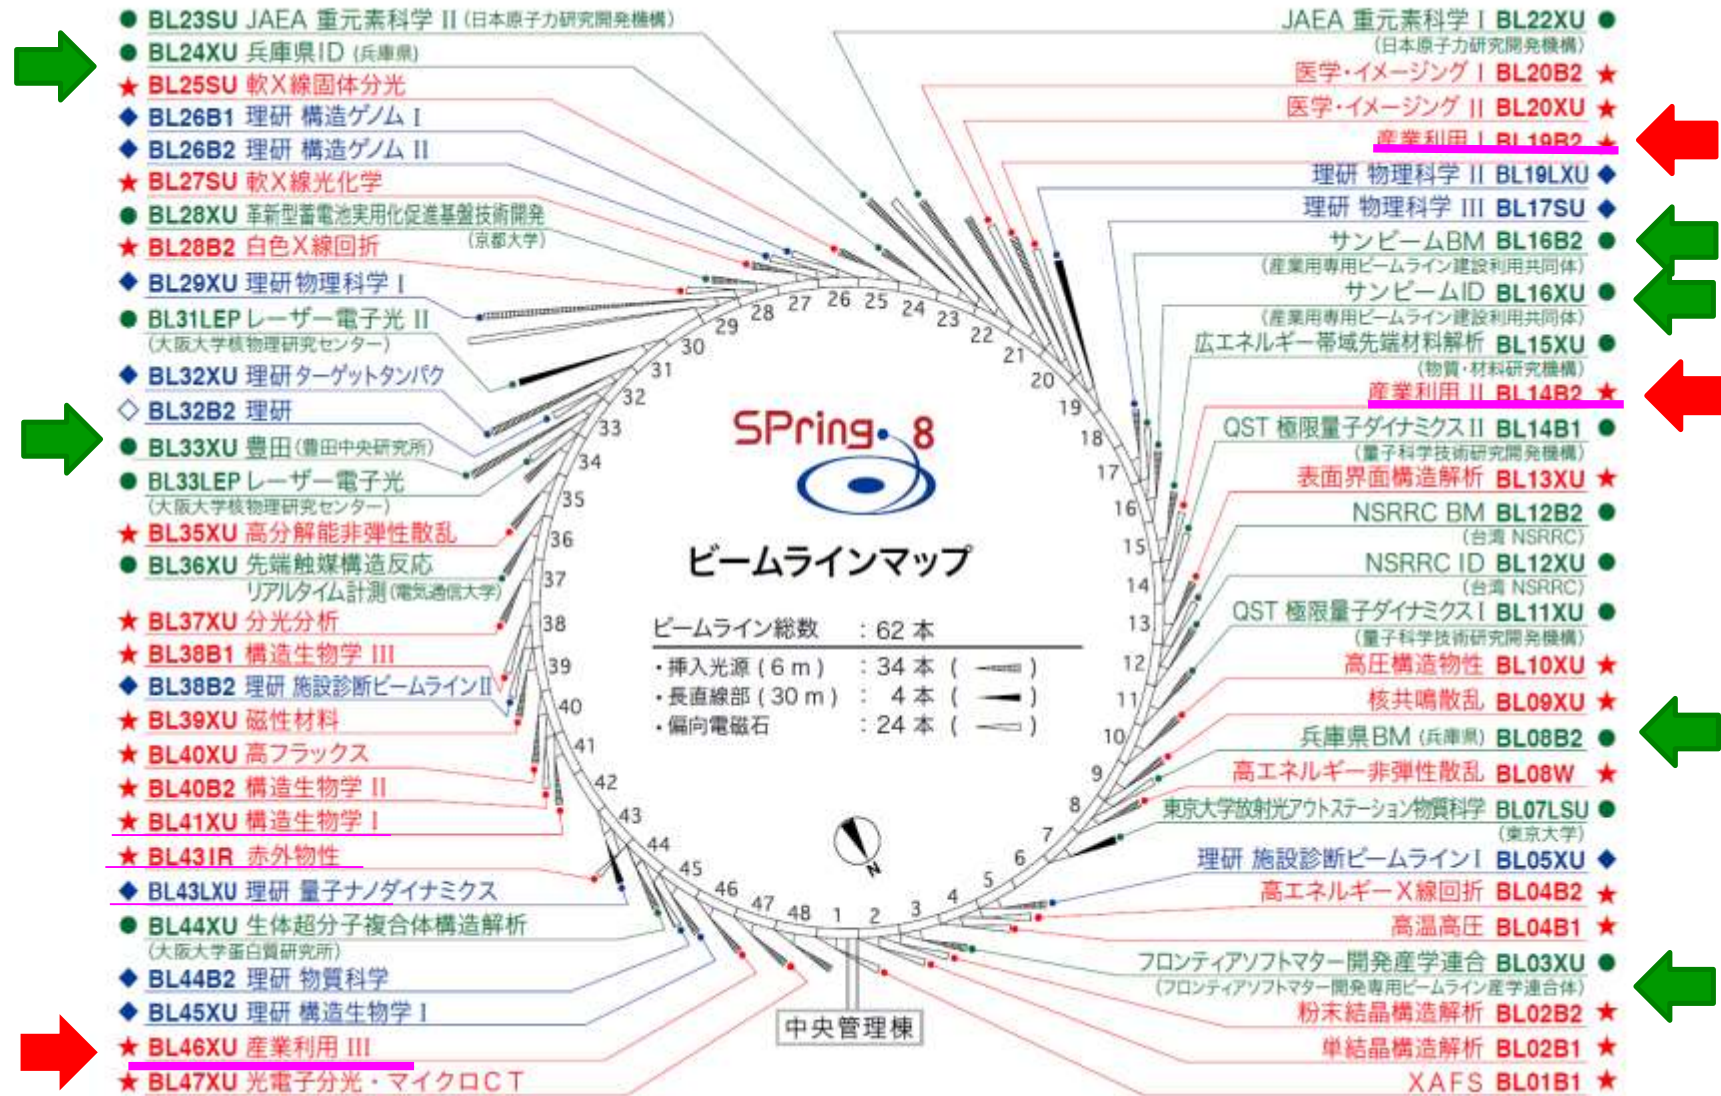 BL23SU JAEA 重元素科学 II (日本原子力研究開発機構)
BL24XU 兵庫県ID (兵庫県)
BL25SU 軟X線固体分光
BL26B1 理研 構造ゲノム I
BL26B2 理研 構造ゲノム II
BL27SU 軟X線光化学
BL28XU 革新型蓄電池実用化促進基盤技術開発
(京都大学)
BL28B2 白色X線回折
BL29XU 理研物理科学 I
BL31LEP レーザー電子光 II
(大阪大学核物理研究センター)
BL32XU 理研ターゲットタンパク
BL32B2 理研
BL33XU 豊田(豊田中央研究所)
BL33LEP レーザー電子光
(大阪大学核物理研究センター)
BL35XU 高分解能非弾性散乱
BL36XU 先端触媒構造反応
リアルタイム計測(電気通信大学)
BL37XU 分光分析
BL38B1 構造生物学 III
BL38B2 理研 施設診断ビームラインII
BL39XU 磁性材料
BL40XU 高フラックス
BL40B2 構造生物学 II
BL41XU 構造生物学 I
BL43IR 赤外物性
BL43LXU 理研 量子ナノダイナミクス
BL44XU 生体超分子複合体構造解析
(大阪大学蛋白質研究所)
BL44B2 理研 物質科学
BL45XU 理研 構造生物学 I
BL46XU 産業利用 III
BL47XU 光電子分光・マイクロCT
JAEA 重元素科学 I BL22XU
(日本原子力研究開発機構)
医学・イメージング I BL20B2
医学・イメージング II BL20XU
産業利用 I BL19B2
理研 物理科学 II BL19LXU
理研 物理科学 III BL17SU
サンビームBM BL16B2
(産業用専用ビームライン建設利用共同体)
サンビームID BL16XU
(産業用専用ビームライン建設利用共同体)
広エネルギー帯域先端材料解析 BL15XU
(物質・材料研究機構)
産業利用 II BL14B2
QST 極限量子ダイナミクスII BL14B1
(量子科学技術研究開発機構)
表面界面構造解析 BL13XU
NSRRC BM BL12B2
(台湾 NSRRC)
NSRRC ID BL12XU
(台湾 NSRRC)
QST 極限量子ダイナミクスI BL11XU
(量子科学技術研究開発機構)
高圧構造物性 BL10XU
核共鳴散乱 BL09XU
兵庫県BM (兵庫県) BL08B2
高エネルギー非弾性散乱 BL08W
東京大学放射光アウトステーション物質科学 BL07LSU
(東京大学)
理研 施設診断ビームラインI BL05XU
高エネルギーX線回折 BL04B2
高温高圧 BL04B1
フロンティアソフトマター開発産学連合 BL03XU
(フロンティアソフトマター開発専用ビームライン産学連合体)
粉末結晶構造解析 BL02B2
単結晶構造解析 BL02B1
XAFS BL01B1
SPring-8
ビームラインマップ
ビームライン総数 : 62 本
・挿入光源 ( 6 m ) : 34 本 ( )
・長直線部 ( 30 m ) : 4 本 ( )
・偏向電磁石 : 24 本 ( )
N
中央管理棟
1
2
3
4
5
6
7
8
9
10
11
12
13
14
15
16
17
18
19
20
21
22
23
24
25
26
27
28
29
30
31
32
33
34
35
36
37
38
39
40
41
42
43
44
45
46
47
48